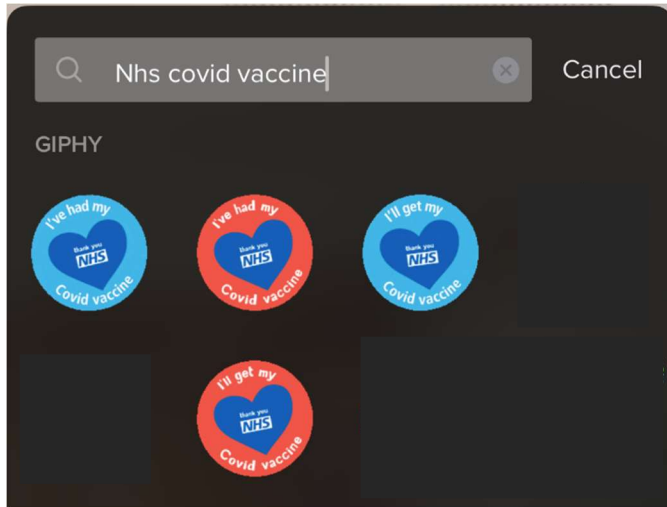 Nhs covid vaccine
Cancel
GIPHY
I've had my
thank you
NHS
Covid vaccine
I've had my
thank you
NHS
Covid vaccine
I'll get my
thank you
NHS
Covid vaccine
I'll get my
thank you
NHS
Covid vaccine